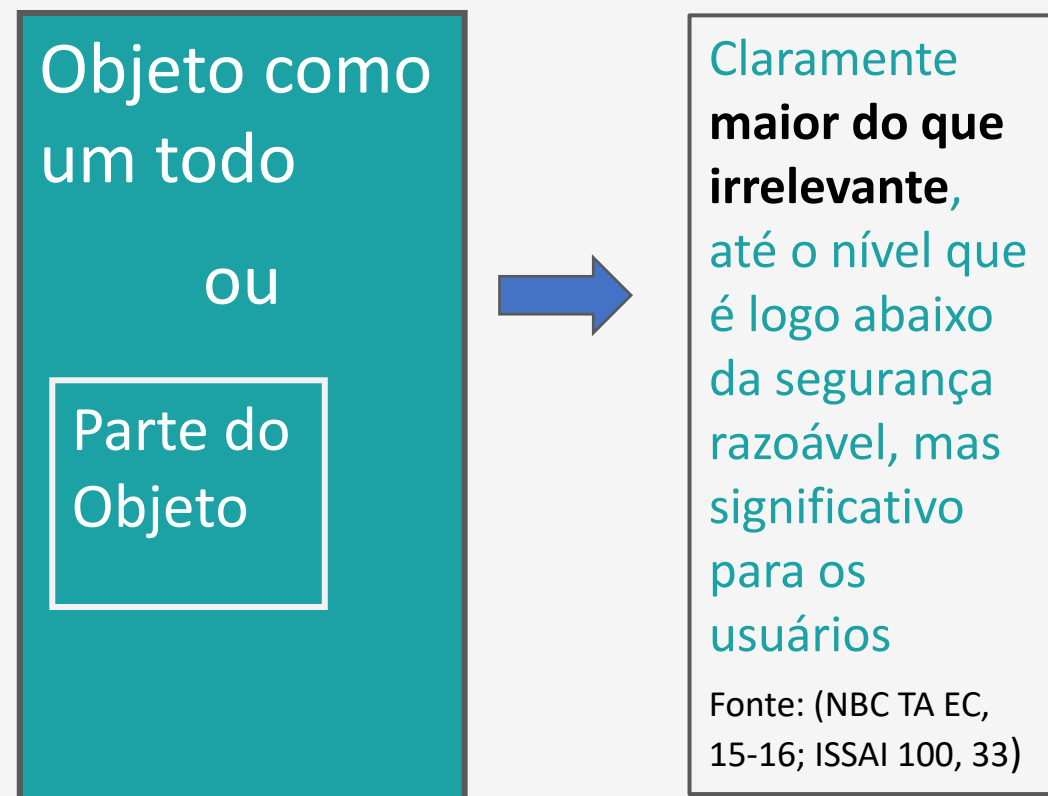 Objeto como
um todo
ou
Parte do
Objeto
Claramente
maior do que
irrelevante,
até o nível que
é logo abaixo
da segurança
razoável, mas
significativo
para os
usuários
Fonte: (NBC TA EC,
15-16; ISSAI 100, 33)